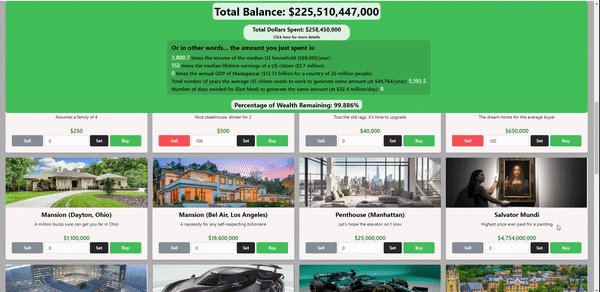 Total Balance: $225,510,447,000
Total Dollars Spent: $258,450,000
Click here for more details
Or in other words... the amount you just spent is:
3,800.7 times the income of the median US household ($68,000/year).
152 times the median lifetime earnings of a US citizen ($1.7 million).
0 times the annual GDP of Madagascar ($13.72 billion for a country of 26 million people).
Total number of years the average US citizen needs to work to generate same amount (at $49,764/year): 5,193.5
Number of days needed for Elon Musk to generate the same amount (at $32.4 million/day): 8
Percentage of Wealth Remaining: 99.886%
Assumes a family of 4
Nice steakhouse dinner for 2
Toss the old rags, it's time to upgrade
The dream-home for the average buyer
$250
$500
$40,000
$650,000
Sell 0 Set Buy
Sell 100 Set Buy
Sell 0 Set Buy
Sell 100 Set Buy
Mansion (Dayton, Ohio)
Mansion (Bel Air, Los Angeles)
Penthouse (Manhattan)
Salvator Mundi
A million bucks sure can get you far in Ohio
A necessity for any self-respecting billionaire
Let's hope the elevator isn't slow
Highest price ever paid for a painting
$1,100,000
$18,600,000
$25,000,000
$4,754,000,000
Sell 0 Set Buy
Sell 0 Set Buy
Sell 0 Set Buy
Sell 0 Set Buy